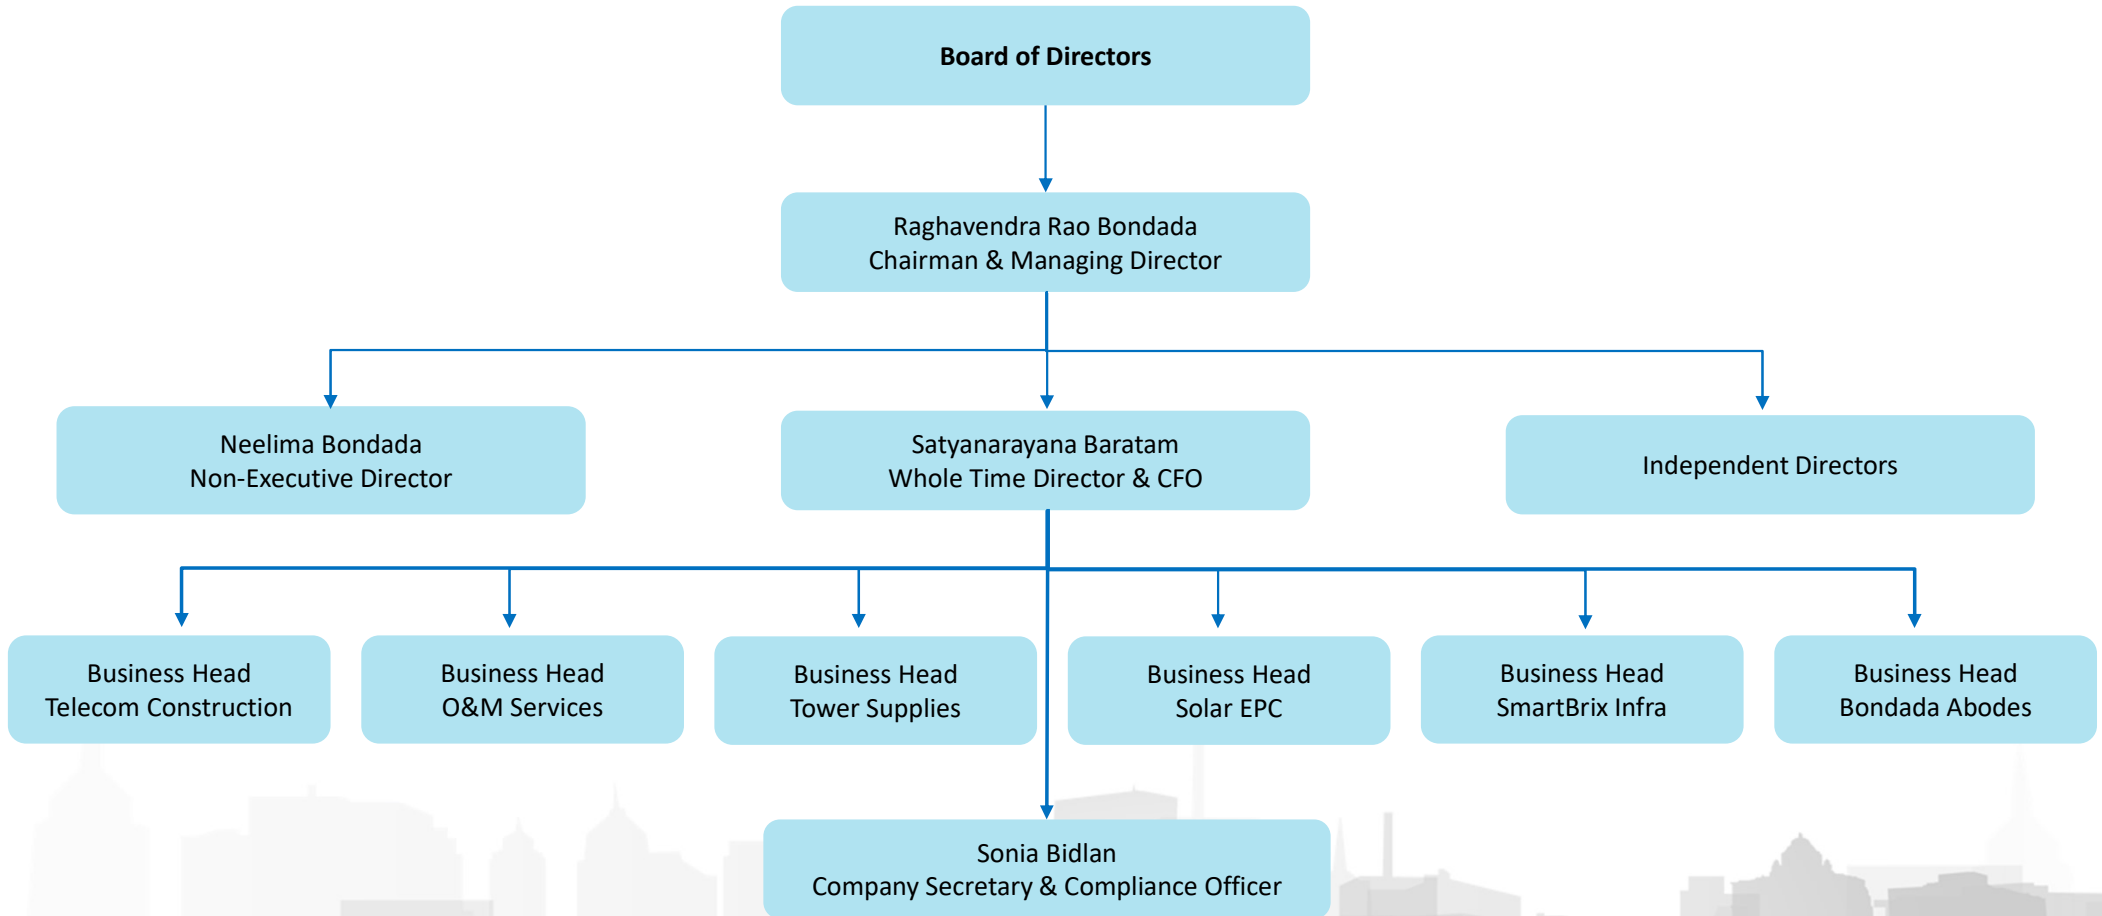 Board of Directors
Raghavendra Rao Bondada
Chairman & Managing Director
Neelima Bondada
Non-Executive Director
Satyanarayana Baratam
Whole Time Director & CFO
Independent Directors
Business Head
Telecom Construction
Business Head
O&M Services
Business Head
Tower Supplies
Business Head
Solar EPC
Business Head
SmartBrix Infra
Business Head
Bondada Abodes
Sonia Bidlan
Company Secretary & Compliance Officer